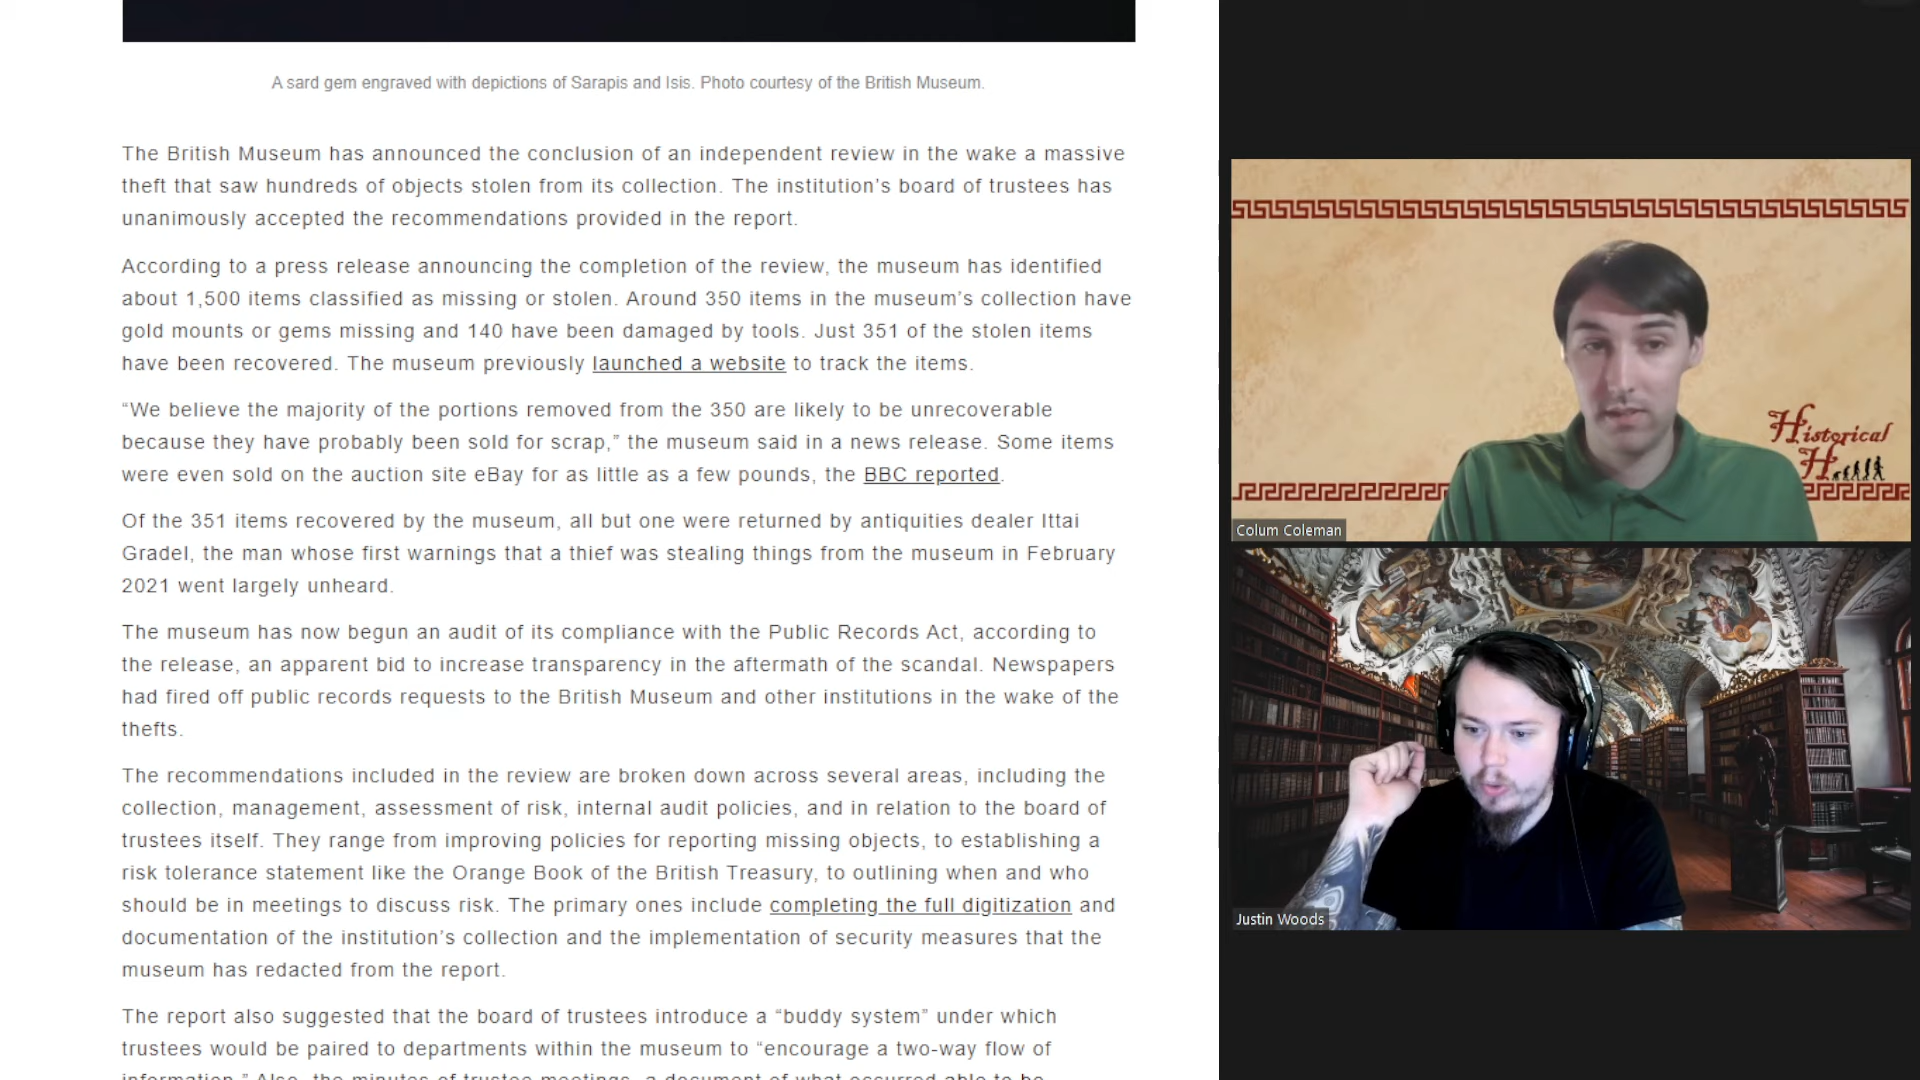 A sard gem engraved with depictions of Sarapis and Isis. Photo courtesy of the British Museum.
The British Museum has announced the conclusion of an independent review in the wake a massive
theft that saw hundreds of objects stolen from its collection. The institution’s board of trustees has
unanimously accepted the recommendations provided in the report.
According to a press release announcing the completion of the review, the museum has identified
about 1,500 items classified as missing or stolen. Around 350 items in the museum’s collection have
gold mounts or gems missing and 140 have been damaged by tools. Just 351 of the stolen items
have been recovered. The museum previously launched a website to track the items.
“We believe the majority of the portions removed from the 350 are likely to be unrecoverable
because they have probably been sold for scrap,” the museum said in a news release. Some items
were even sold on the auction site eBay for as little as a few pounds, the BBC reported.
Of the 351 items recovered by the museum, all but one were returned by antiquities dealer Ittai
Gradel, the man whose first warnings that a thief was stealing things from the museum in February
2021 went largely unheard.
The museum has now begun an audit of its compliance with the Public Records Act, according to
the release, an apparent bid to increase transparency in the aftermath of the scandal. Newspapers
had fired off public records requests to the British Museum and other institutions in the wake of the
thefts.
The recommendations included in the review are broken down across several areas, including the
collection, management, assessment of risk, internal audit policies, and in relation to the board of
trustees itself. They range from improving policies for reporting missing objects, to establishing a
risk tolerance statement like the Orange Book of the British Treasury, to outlining when and who
should be in meetings to discuss risk. The primary ones include completing the full digitization and
documentation of the institution’s collection and the implementation of security measures that the
museum has redacted from the report.
The report also suggested that the board of trustees introduce a “buddy system” under which
trustees would be paired to departments within the museum to “encourage a two-way flow of
information.” Also, the minutes of trustee meetings, a document of what occurred able to be
Historical
H
Colum Coleman
Justin Woods